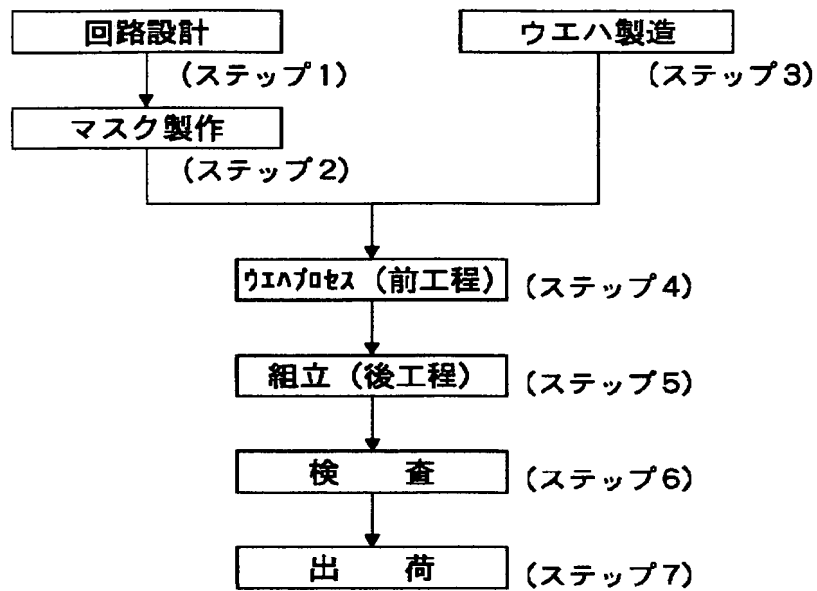 回路設計
(ステップ1)
ウエハ製造
(ステップ3)
マスク製作
(ステップ2)
ｳｴﾊﾌﾟﾛｾｽ (前工程)
(ステップ4)
組立 (後工程)
(ステップ5)
検 査
(ステップ6)
出 荷
(ステップ7)